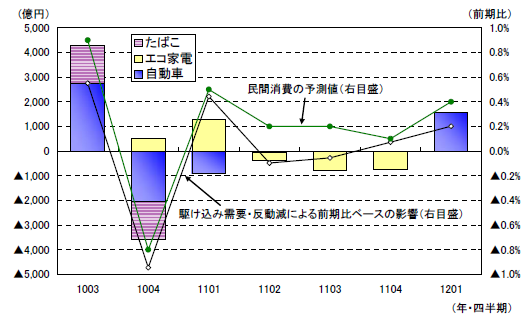 (億円)
(前期比)
5,000
4,000
3,000
2,000
1,000
0
▲1,000
▲2,000
▲3,000
▲4,000
▲5,000
たばこ
エコ家電
自動車
民間消費の予測値(右目盛)
駆け込み需要・反動減による前期比ベースの影響(右目盛)
1.0%
0.8%
0.6%
0.4%
0.2%
0.0%
▲0.2%
▲0.4%
▲0.6%
▲0.8%
▲1.0%
1003 1004 1101 1102 1103 1104 1201
(年・四半期)